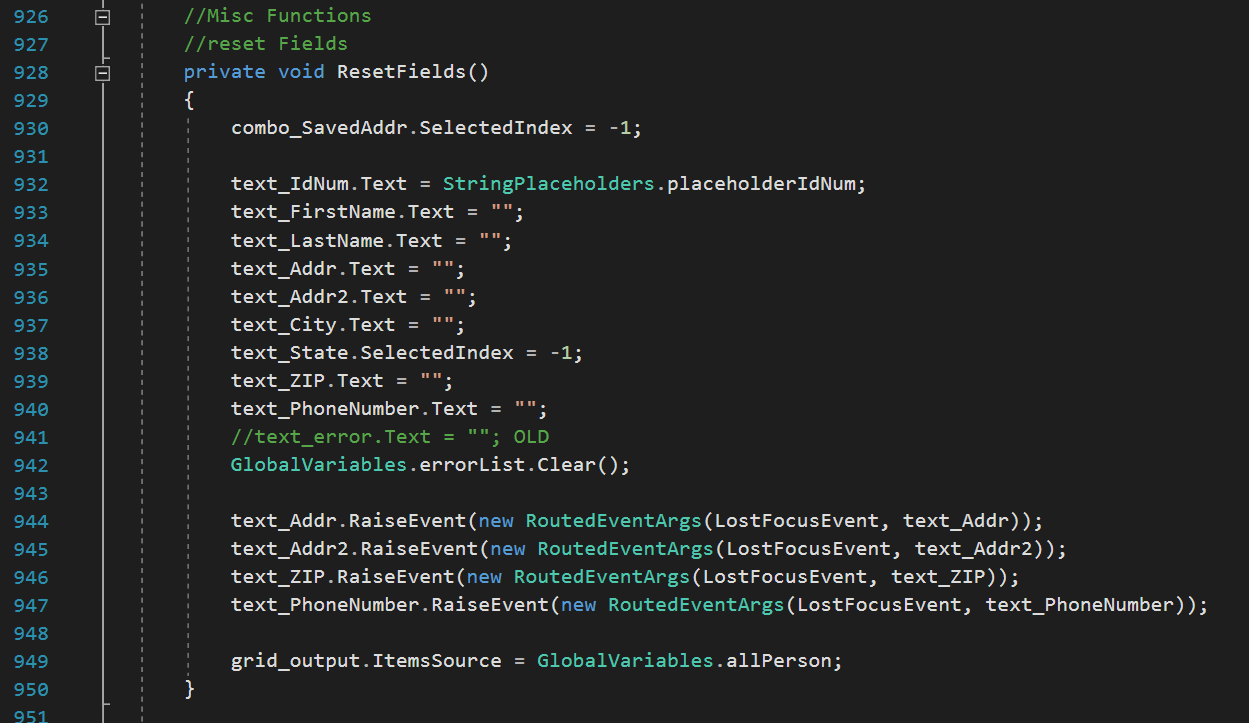 926 //Misc Functions
927 //reset Fields
928 private void ResetFields()
929 {
930 combo_SavedAddr.SelectedIndex = -1;
931
932 text_IdNum.Text = StringPlaceholders.placeholderIdNum;
933 text_FirstName.Text = "";
934 text_LastName.Text = "";
935 text_Addr.Text = "";
936 text_Addr2.Text = "";
937 text_City.Text = "";
938 text_State.SelectedIndex = -1;
939 text_ZIP.Text = "";
940 text_PhoneNumber.Text = "";
941 //text_error.Text = ""; OLD
942 GlobalVariables.errorList.Clear();
943
944 text_Addr.RaiseEvent(new RoutedEventArgs(LostFocusEvent, text_Addr));
945 text_Addr2.RaiseEvent(new RoutedEventArgs(LostFocusEvent, text_Addr2));
946 text_ZIP.RaiseEvent(new RoutedEventArgs(LostFocusEvent, text_ZIP));
947 text_PhoneNumber.RaiseEvent(new RoutedEventArgs(LostFocusEvent, text_PhoneNumber));
948
949 grid_output.ItemsSource = GlobalVariables.allPerson;
950 }
951